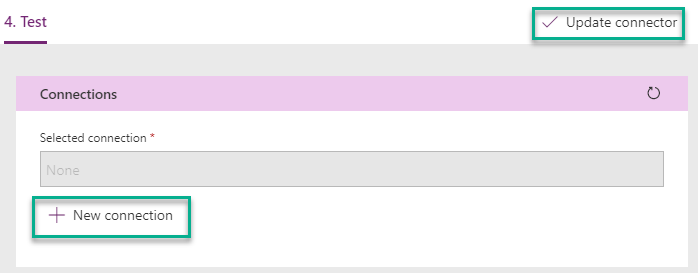 4. Test
Update connector
Connections
Selected connection *
None
New connection